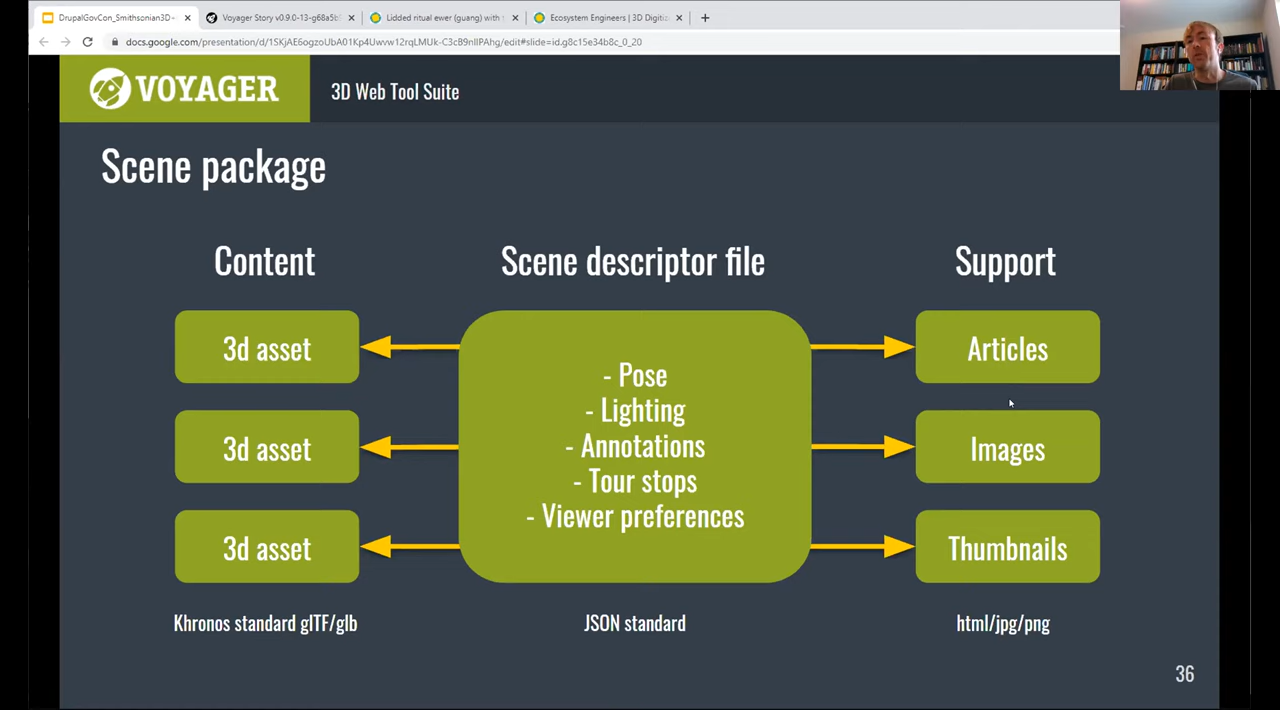 DrupalGovCon_Smithsonian3D -
Voyager Story v0.9.0-13-g68a5b
Lidded ritual ewer (guang) with
Ecosystem Engineers | 3D Digitiz
docs.google.com/presentation/d/1SKjAE6ogzoUbA01Kp4Uwvw12rqLMUk-C3cB9nIlPAhg/edit#slide=id.g8c15e34b8c_0_20
VOYAGER
3D Web Tool Suite
Scene package
Content
Scene descriptor file
Support
3d asset
3d asset
3d asset
- Pose
- Lighting
- Annotations
- Tour stops
- Viewer preferences
Articles
Images
Thumbnails
Khronos standard glTF/glb
JSON standard
html/jpg/png
36